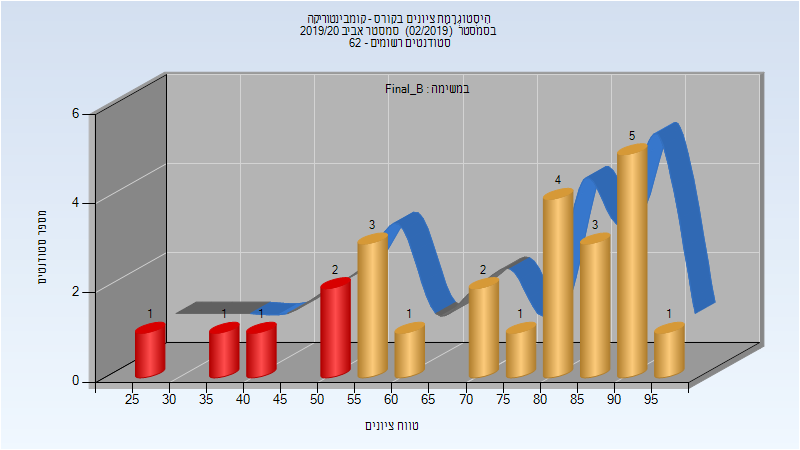 היסטוגרמת ציונים בקורס - קומבינטוריקה
בסמסטר (02/2019) סמסטר אביב 2019/20
סטודנטים רשומים - 62
במשימה : Final_B
מספר סטודנטים
6
4
2
0
1
1
1
2
3
1
2
1
4
3
5
1
25 30 35 40 45 50 55 60 65 70 75 80 85 90 95
טווח ציונים